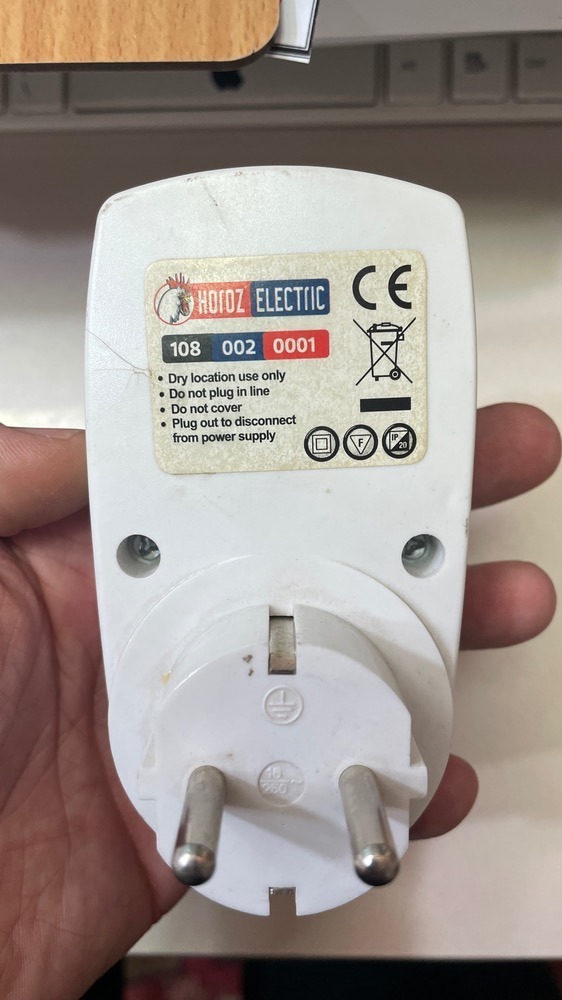 HOROZ ELECTRIC
CE
108 002 0001
• Dry location use only
• Do not plug in line
• Do not cover
• Plug out to disconnect
from power supply
F
IP
20
16
250~